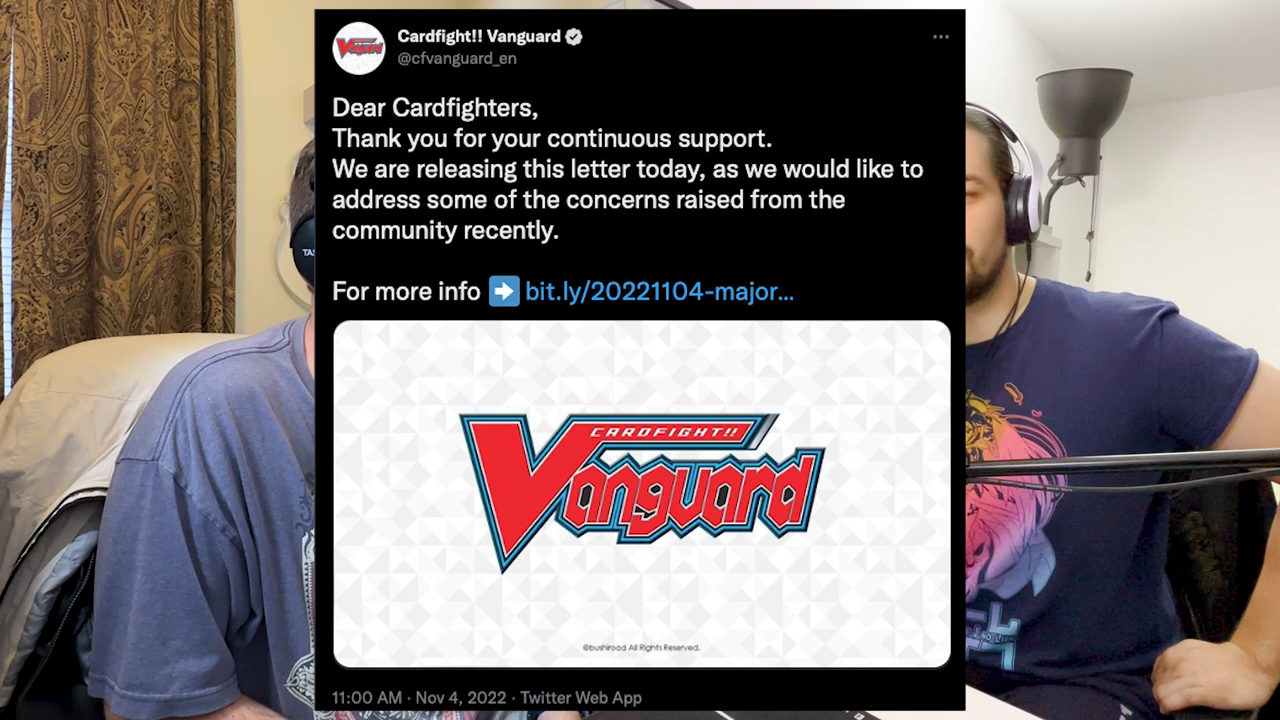 Cardfight!! Vanguard
@cfvanguard_en
Vanguard
Dear Cardfighters,
Thank you for your continuous support.
We are releasing this letter today, as we would like to
address some of the concerns raised from the
community recently.
For more info ➡ bit.ly/20221104-major...
CARDFIGHT!!
Vanguard
©bushiroad All Rights Reserved.
11:00 AM · Nov 4, 2022 · Twitter Web App